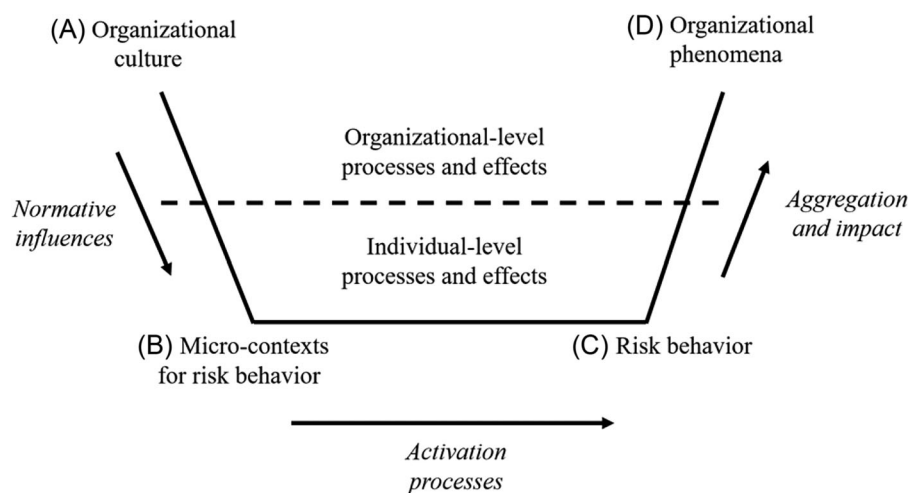 (A) Organizational
culture
(D) Organizational
phenomena
Organizational-level
processes and effects
Normative
influences
Aggregation
and impact
Individual-level
processes and effects
(B) Micro-contexts
for risk behavior
(C) Risk behavior
Activation
processes